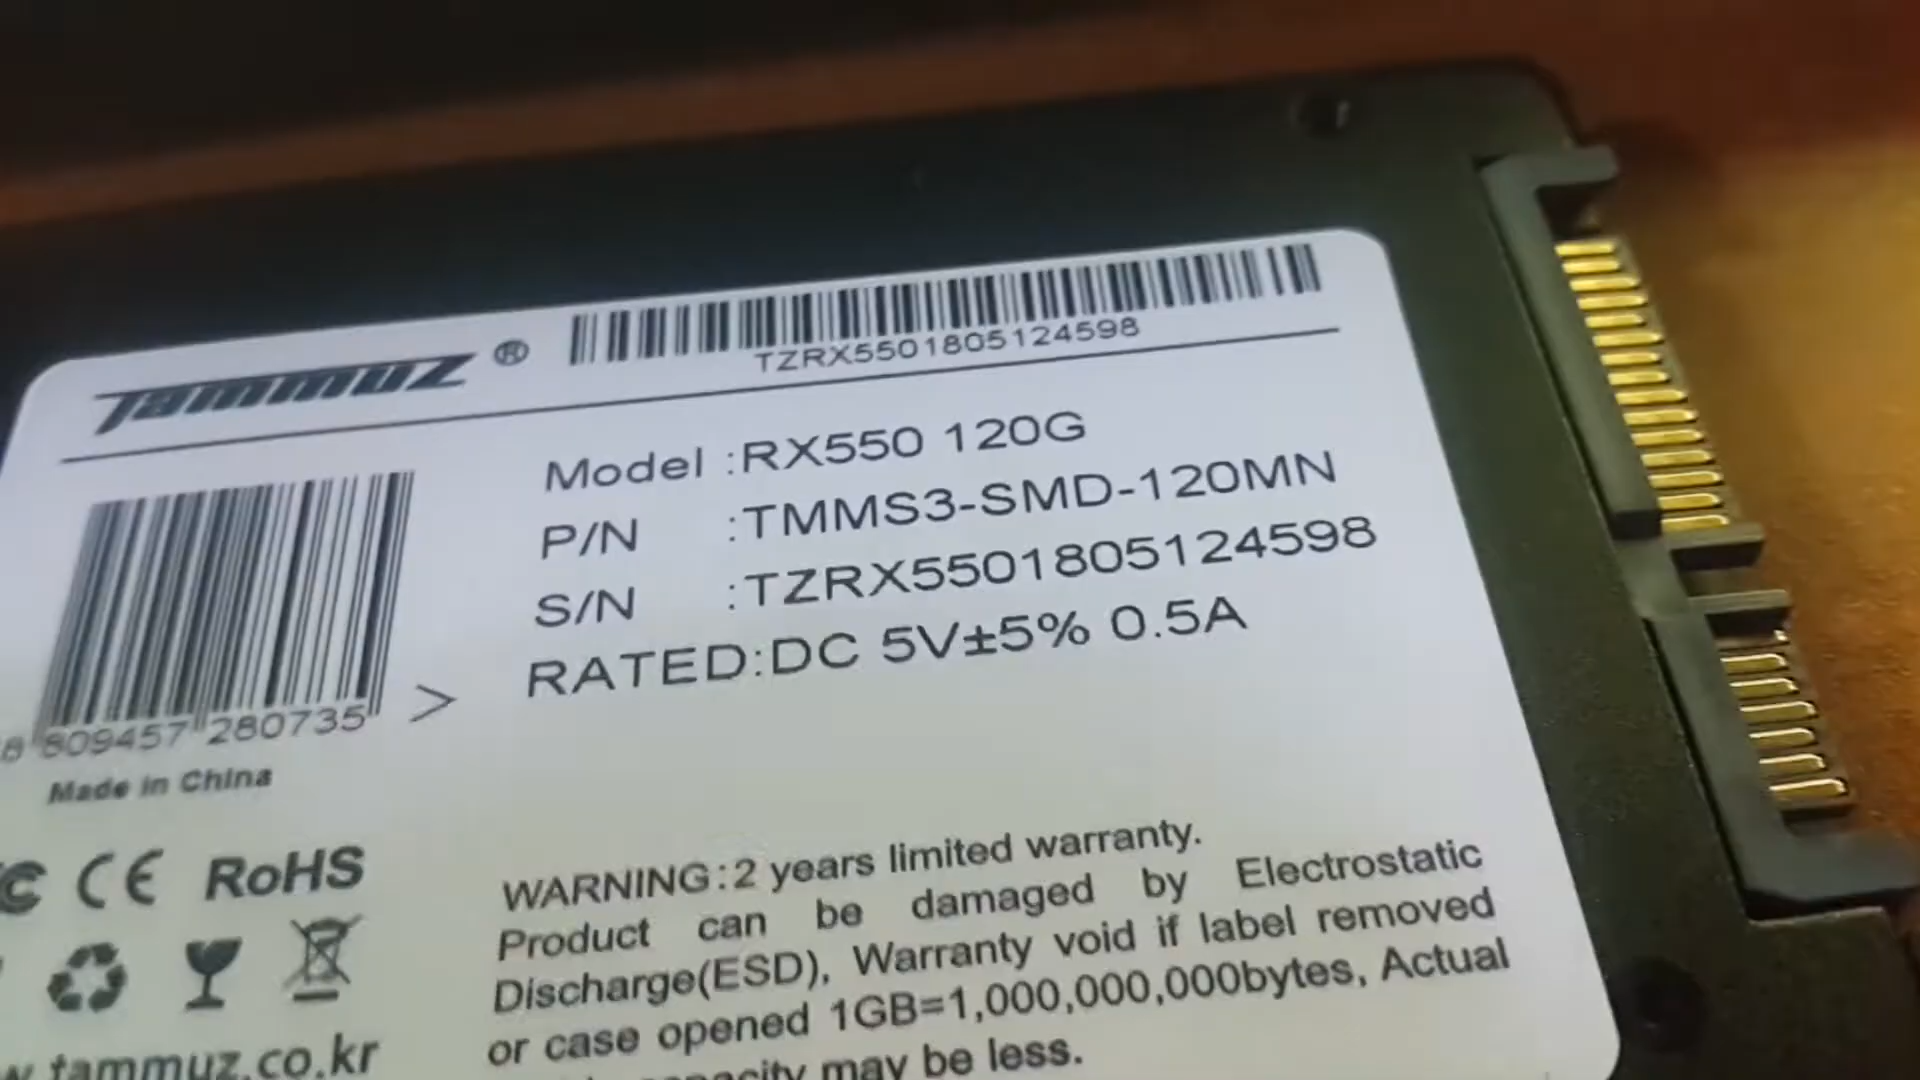 Tammuz ®
TZRX5501805124598
Model :RX550 120G
P/N :TMMS3-SMD-120MN
S/N :TZRX5501805124598
RATED:DC 5V±5% 0.5A
8 809457 280735 >
Made in China
C CE RoHS
WARNING:2 years limited warranty.
Product can be damaged by Electrostatic
Discharge(ESD), Warranty void if label removed
or case opened 1GB=1,000,000,000bytes, Actual
may be less.
w.tammuz.co.kr